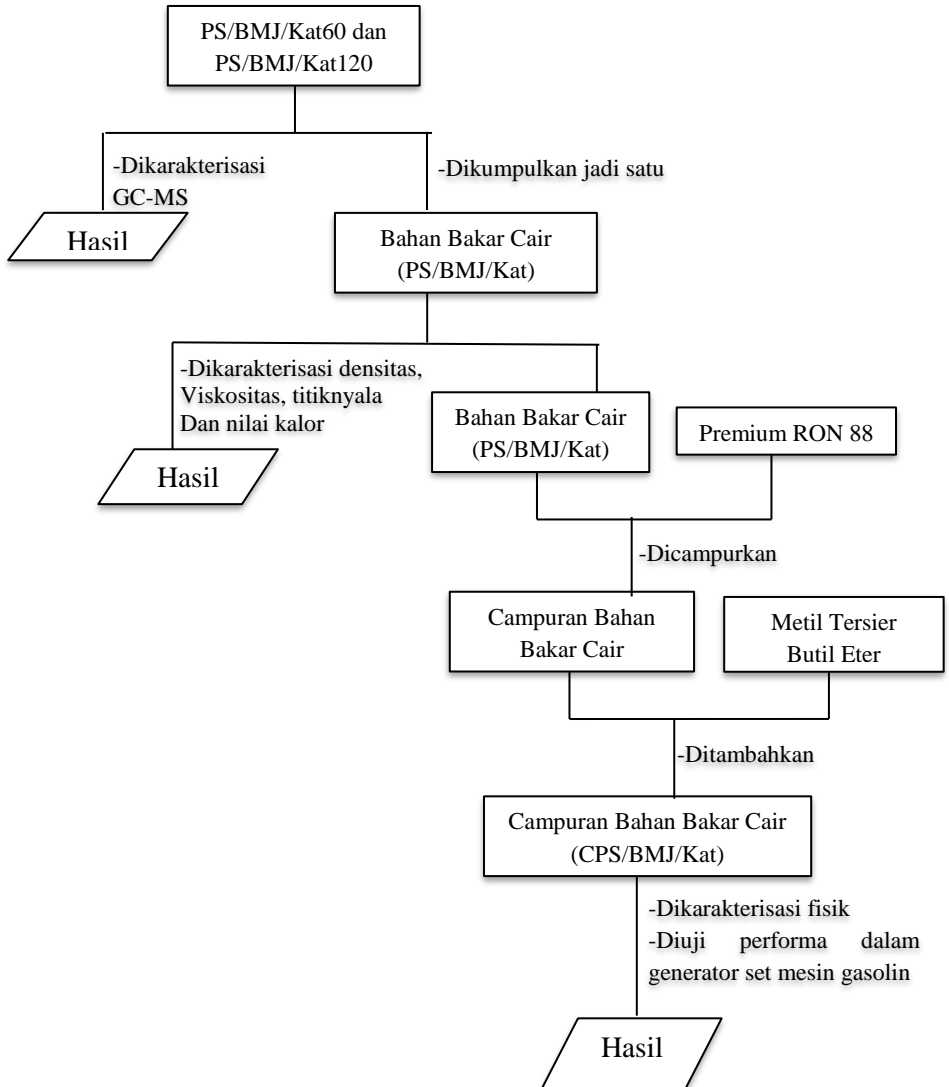 PS/BMJ/Kat60 dan
PS/BMJ/Kat120
-Dikarakterisasi
GC-MS
-Dikumpulkan jadi satu
Hasil
Bahan Bakar Cair
(PS/BMJ/Kat)
-Dikarakterisasi densitas,
Viskositas, titiknyala
Dan nilai kalor
Bahan Bakar Cair
(PS/BMJ/Kat)
Premium RON 88
Hasil
-Dicampurkan
Campuran Bahan
Bakar Cair
Metil Tersier
Butil Eter
-Ditambahkan
Campuran Bahan Bakar Cair
(CPS/BMJ/Kat)
-Dikarakterisasi fisik
-Diuji performa dalam
generator set mesin gasolin
Hasil